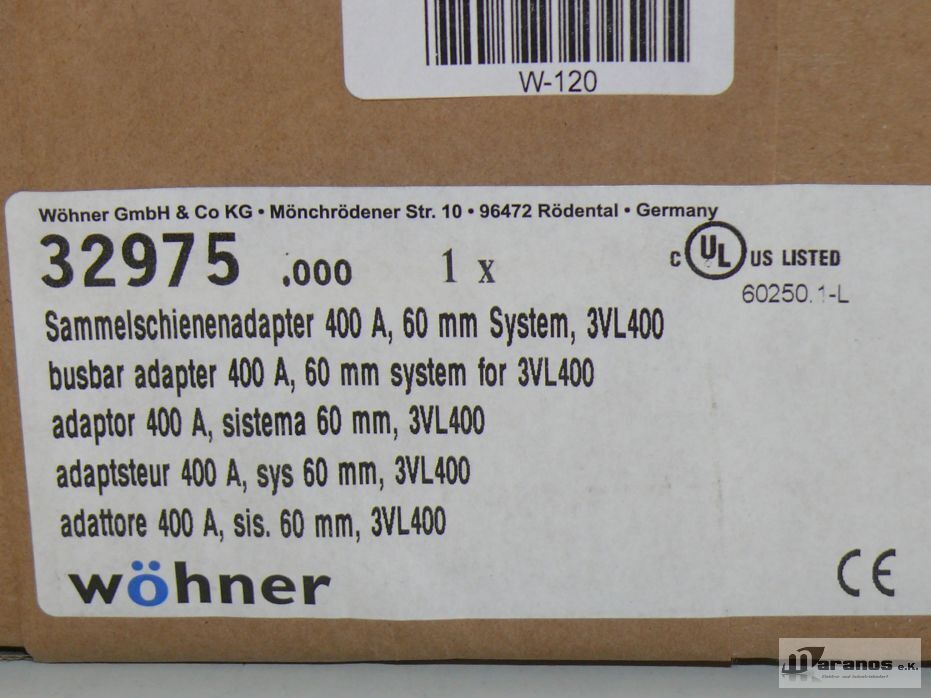 W-120
Wöhner GmbH & Co KG • Mönchrödener Str. 10 • 96472 Rödental • Germany
32975 .000 1 x
C UL US LISTED
60250.1-L
Sammelschienenadapter 400 A, 60 mm System, 3VL400
busbar adapter 400 A, 60 mm system for 3VL400
adaptor 400 A, sistema 60 mm, 3VL400
adaptsteur 400 A, sys 60 mm, 3VL400
adattore 400 A, sis. 60 mm, 3VL400
wöhner
CE
Maranos e.K.